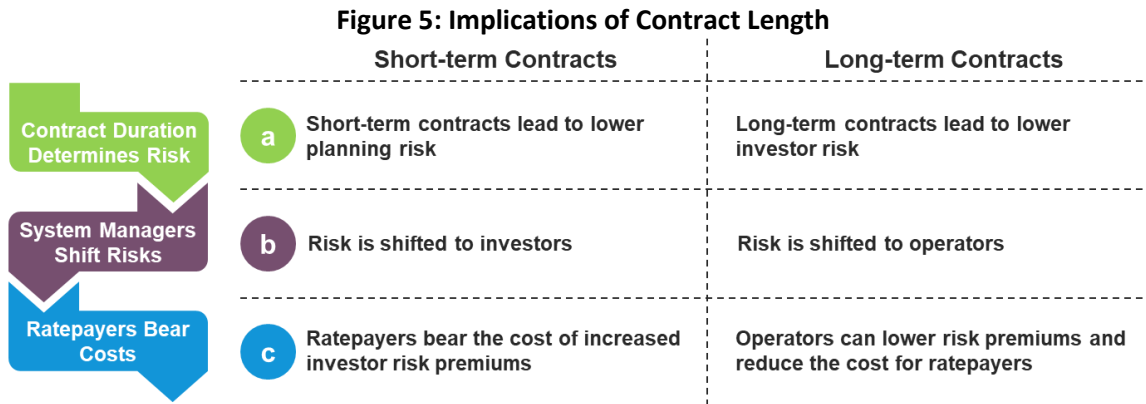 Figure 5: Implications of Contract Length
Short-term Contracts
Long-term Contracts
Contract Duration
Determines Risk
a
Short-term contracts lead to lower
planning risk
Long-term contracts lead to lower
investor risk
System Managers
Shift Risks
b
Risk is shifted to investors
Risk is shifted to operators
Ratepayers Bear
Costs
c
Ratepayers bear the cost of increased
investor risk premiums
Operators can lower risk premiums and
reduce the cost for ratepayers